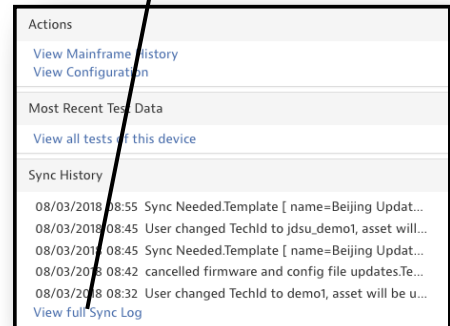 Actions
View Mainframe History
View Configuration
Most Recent Test Data
View all tests of this device
Sync History
08/03/2018 08:55 Sync Needed.Template [ name=Beijing Updat...
08/03/2018 08:45 User changed TechId to jdsu_demo1, asset will...
08/03/2018 08:45 Sync Needed.Template [ name=Beijing Updat...
08/03/2018 08:42 cancelled firmware and config file updates.Te...
08/03/2018 08:32 User changed TechId to demo1, asset will be u...
View full Sync Log